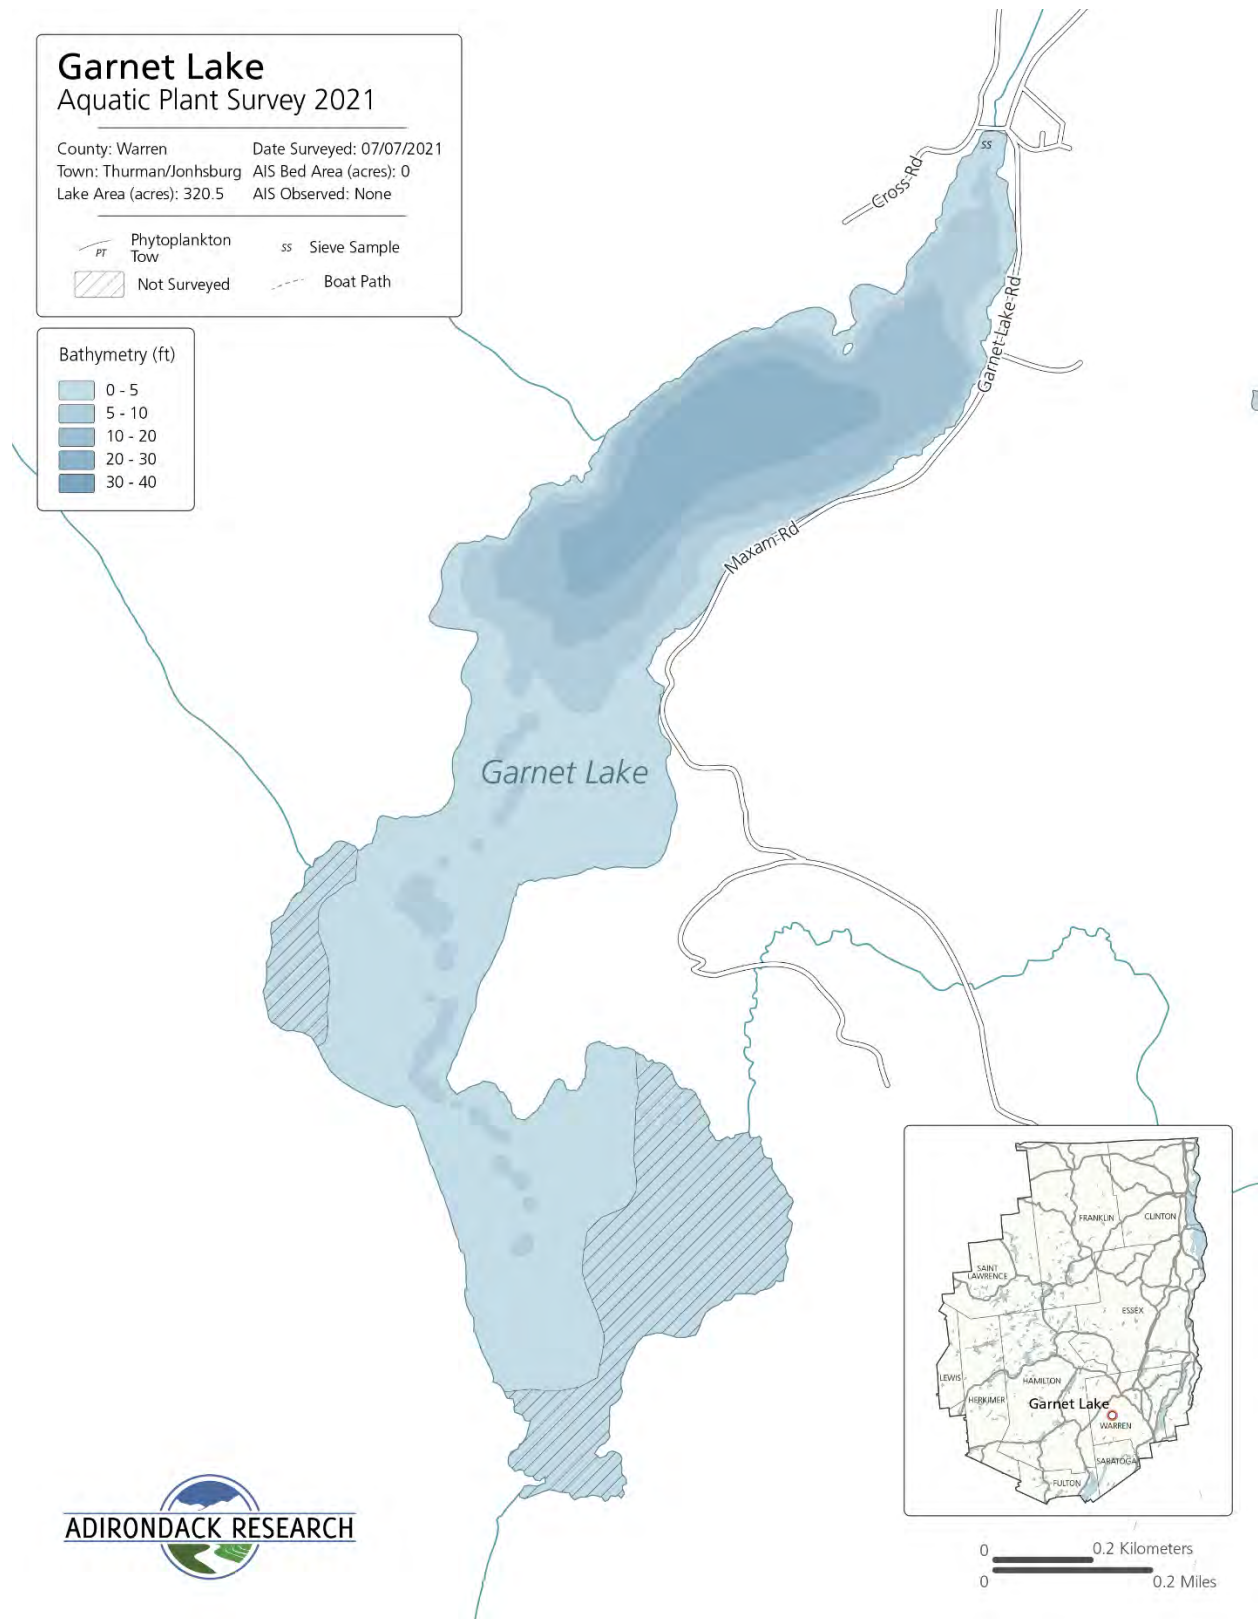 Garnet Lake
Aquatic Plant Survey 2021
County: Warren
Date Surveyed: 07/07/2021
Town: Thurman/Jonhsburg
AIS Bed Area (acres): 0
Lake Area (acres): 320.5
AIS Observed: None
PT
Phytoplankton
Tow
SS
Sieve Sample
Not Surveyed
Boat Path
Bathymetry (ft)
0 - 5
5 - 10
10 - 20
20 - 30
30 - 40
SS
Cross-Rd
Garnet-Lake-Rd
Maxam-Rd
Garnet Lake
FRANKLIN
CLINTON
SAINT
LAWRENCE
ESSEX
LEWIS
HAMILTON
HERKIMER
Garnet Lake
WARREN
SARATOGA
FULTON
ADIRONDACK RESEARCH
0
0.2 Kilometers
0
0.2 Miles